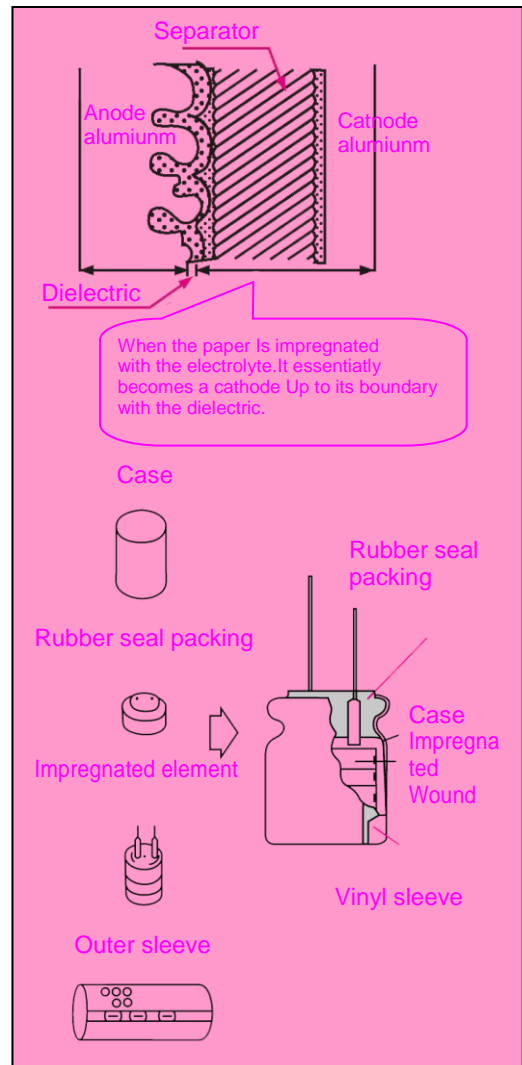 Separator
Anode
alumiunm
Catnode
alumiunm
Dielectric
When the paper Is impregnated
with the electrolyte.It essentiatly
becomes a cathode Up to its boundary
with the dielectric.
Case
Rubber seal
packing
Rubber seal packing
Case
Impregna
ted
Wound
Impregnated element
Vinyl sleeve
Outer sleeve